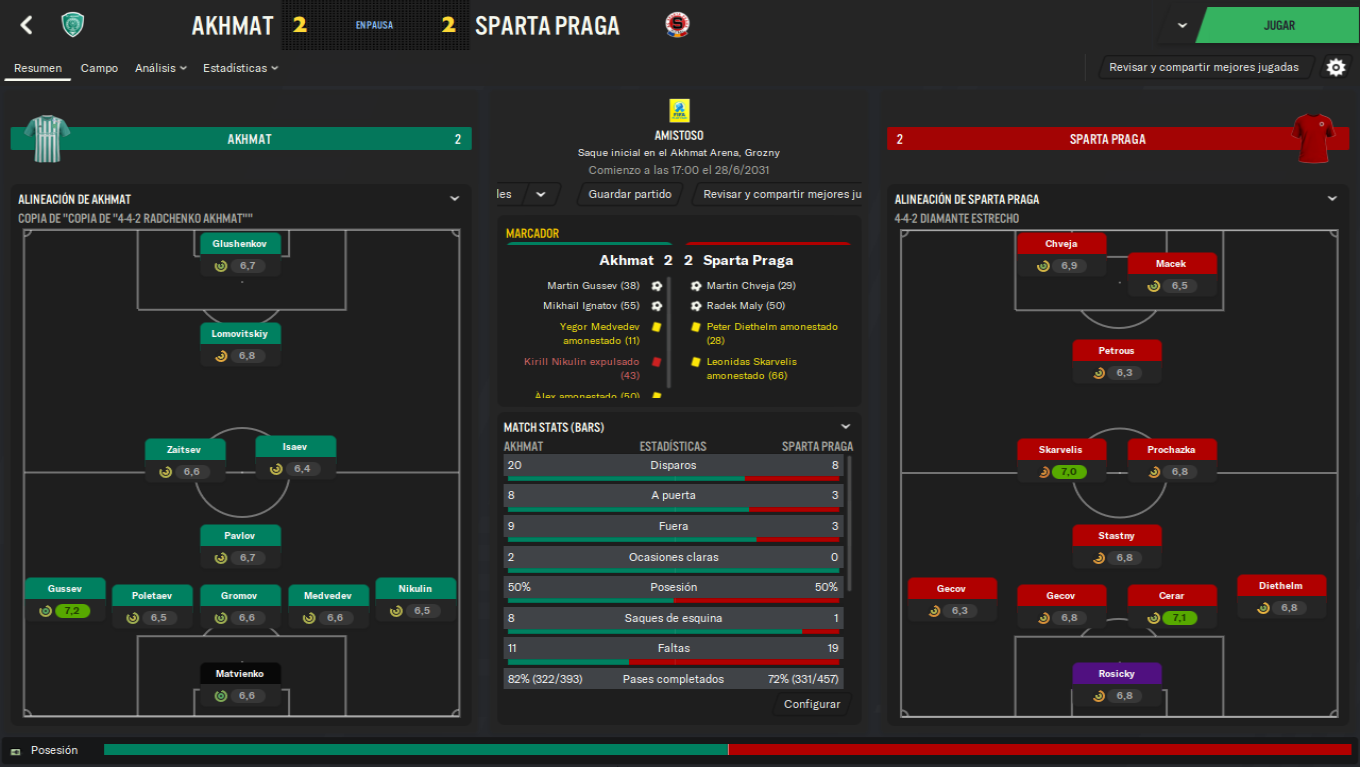 AKHMAT 2 EN PAUSA 2 SPARTA PRAGA
JUGAR
Resumen Campo Análisis Estadísticas
Revisar y compartir mejores jugadas
AKHMAT 2
ALINEACIÓN DE AKHMAT
COPIA DE "COPIA DE "4-4-2 RADCHENKO AKHMAT""
Glushenkov
6,7
Lomovitskiy
6,8
Zaitsev
6,6
Isaev
6,4
Pavlov
6,7
Gussev
7,2
Poletaev
6,5
Gromov
6,6
Medvedev
6,6
Nikulin
6,5
Matvienko
6,6
FIFA
AMISTOSO
Saque inicial en el Akhmat Arena, Grozny
Comienzo a las 17:00 el 28/6/2031
les
Guardar partido
Revisar y compartir mejores ju
MARCADOR
Akhmat 2 2 Sparta Praga
Martin Gussev (38)
Mikhail Ignatov (55)
Yegor Medvedev
amonestado (11)
Kirill Nikulin expulsado
(43)
Àlex amonestado (50)
Martin Chveja (29)
Radek Maly (50)
Peter Diethelm amonestado
(28)
Leonidas Skarvelis
amonestado (66)
MATCH STATS (BARS)
AKHMAT ESTADÍSTICAS SPARTA PRAGA
20 Disparos 8
8 A puerta 3
9 Fuera 3
2 Ocasiones claras 0
50% Posesión 50%
8 Saques de esquina 1
11 Faltas 19
82% (322/393) Pases completados 72% (331/457)
Configurar
2 SPARTA PRAGA
ALINEACIÓN DE SPARTA PRAGA
4-4-2 DIAMANTE ESTRECHO
Chveja
6,9
Macek
6,5
Petrous
6,3
Skarvelis
7,0
Prochazka
6,8
Stastny
6,8
Gecov
6,3
Gecov
6,8
Cerar
7,1
Diethelm
6,8
Rosicky
6,8
Posesión